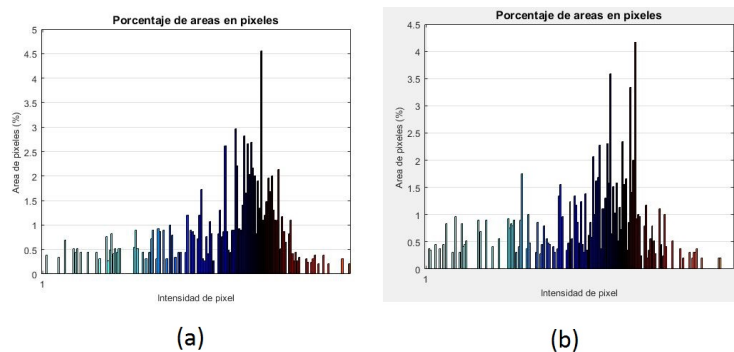 Porcentaje de areas en pixeles
5
4.5
4
3.5
3
2.5
2
1.5
1
0.5
0
Area de pixeles (%)
1
Intensidad de pixel
(a)
Porcentaje de areas en pixeles
4.5
4
3.5
3
2.5
2
1.5
1
0.5
0
Area de pixeles (%)
1
Intensidad de pixel
(b)